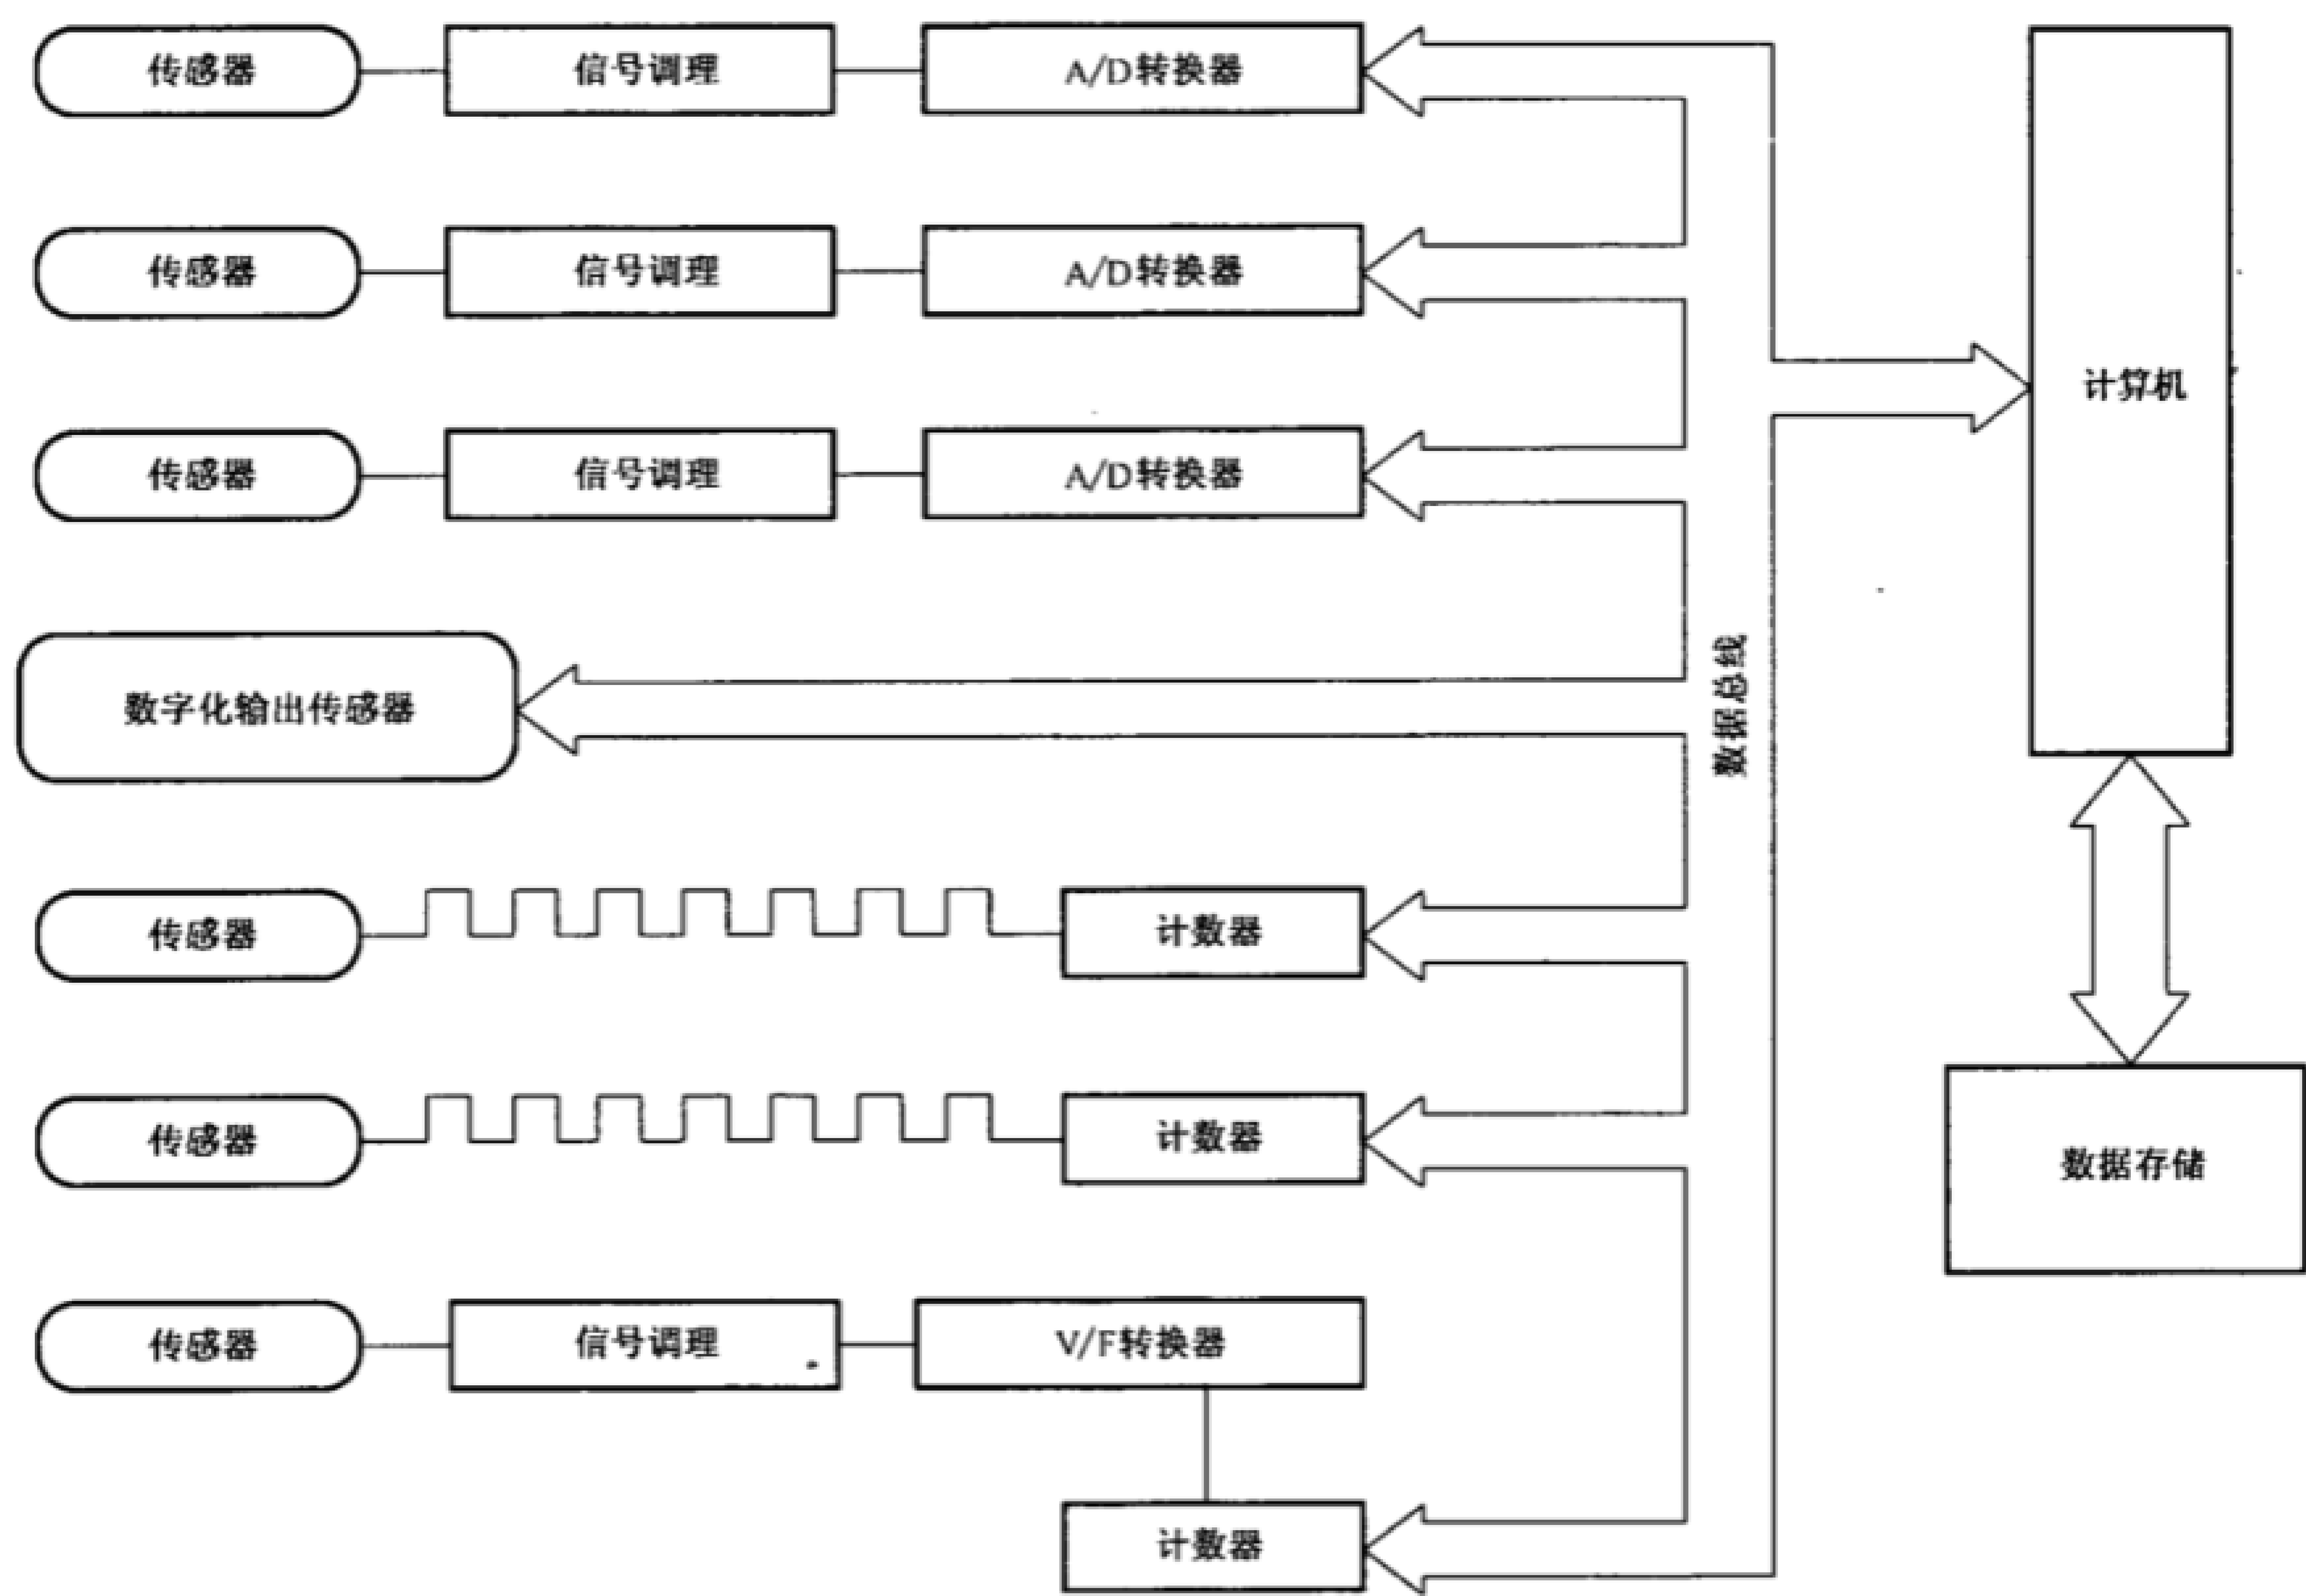 传感器
信号调理
A/D转换器
传感器
信号调理
A/D转换器
计算机
传感器
信号调理
A/D转换器
数字化输出传感器
数据总线
传感器
计数器
传感器
计数器
数据存储
传感器
信号调理
V/F转换器
计数器